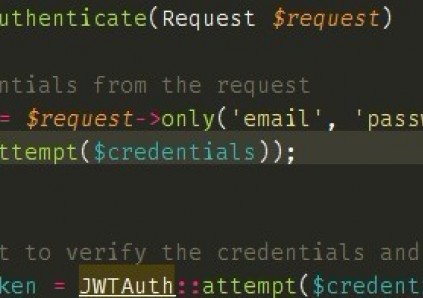 uthenticate(Request $request)
ntials from the request
= $request->only('email', 'passw
ttempt($credentials));
t to verify the credentials and
ken = JWTAuth::attempt($credent